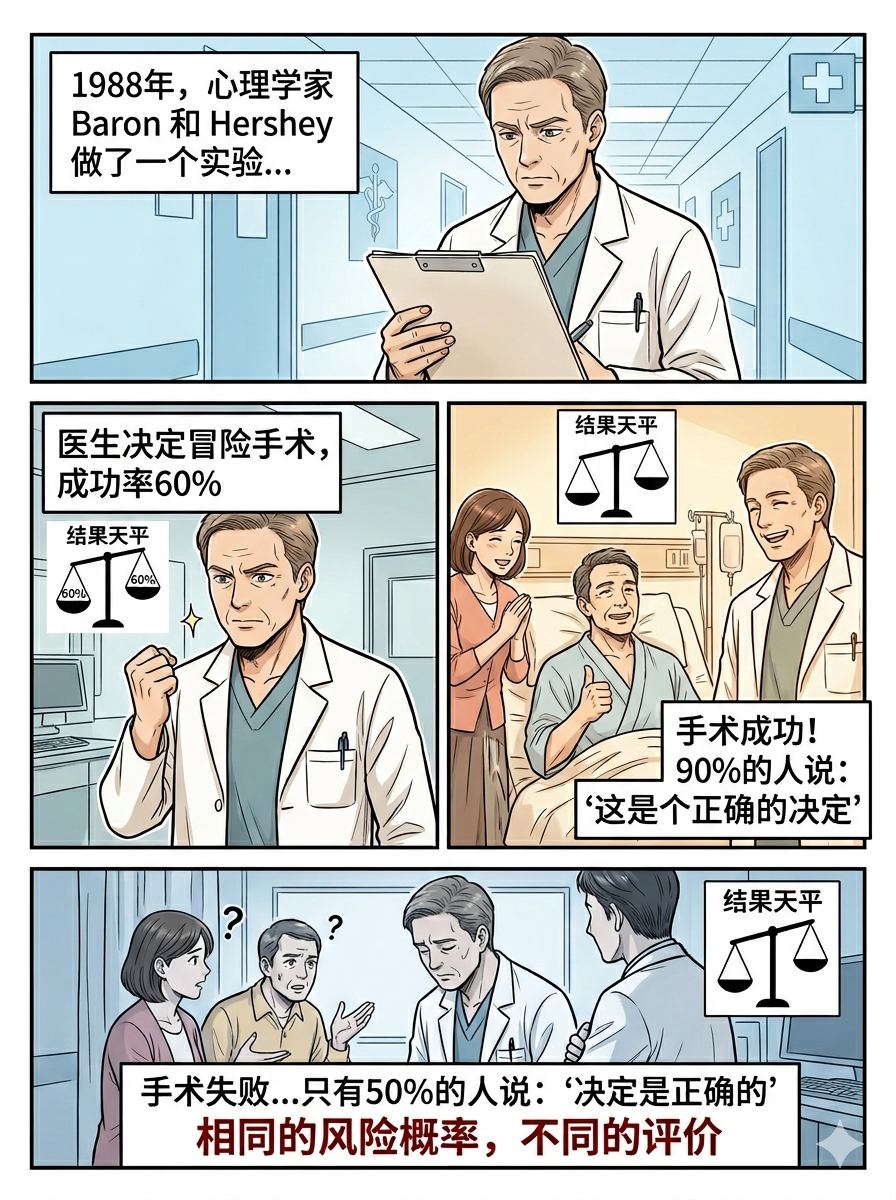 1988年，心理学家
Baron 和 Hershey
做了一个实验...
医生决定冒险手术，
成功率60%
结果天平
60%
60%
结果天平
手术成功！
90%的人说：
‘这是个正确的决定’
？
？
结果天平
手术失败...只有50%的人说：‘决定是正确的’
相同的风险概率，不同的评价